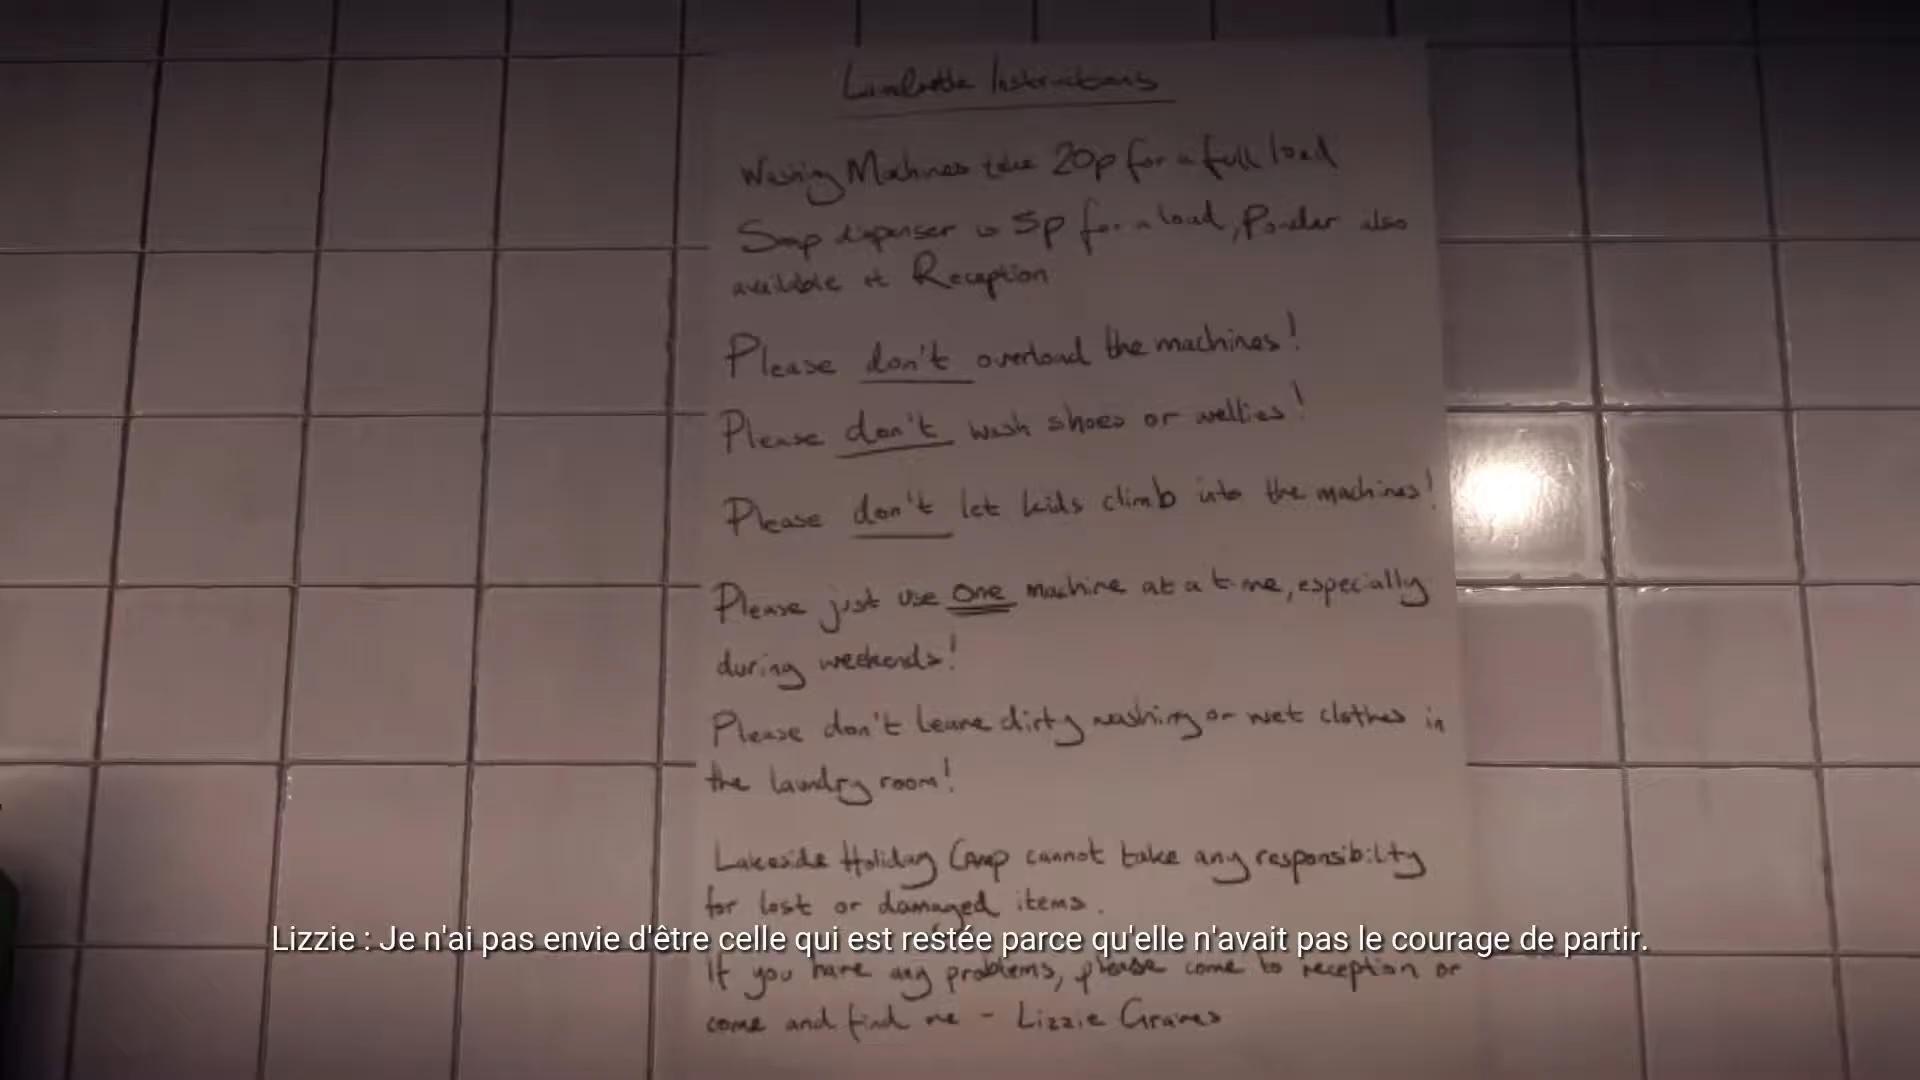 Laundrette Instructions
Washing Machines take 20p for a full load
Soap dispenser is 5p for a load, Powder also
available at Reception
Please don't overload the machines!
Please don't wash shoes or wellies!
Please don't let kids climb into the machines!
Please just use one machine at a time, especially
during weekends!
Please don't leave dirty washing or wet clothes in
the laundry room!
Lakeside Holiday Camp cannot take any responsibility
for lost or damaged items.
Lizzie : Je n'ai pas envie d'être celle qui est restée parce qu'elle n'avait pas le courage de partir.
If you have any problems, please come to reception or
come and find me - Lizzie Graves